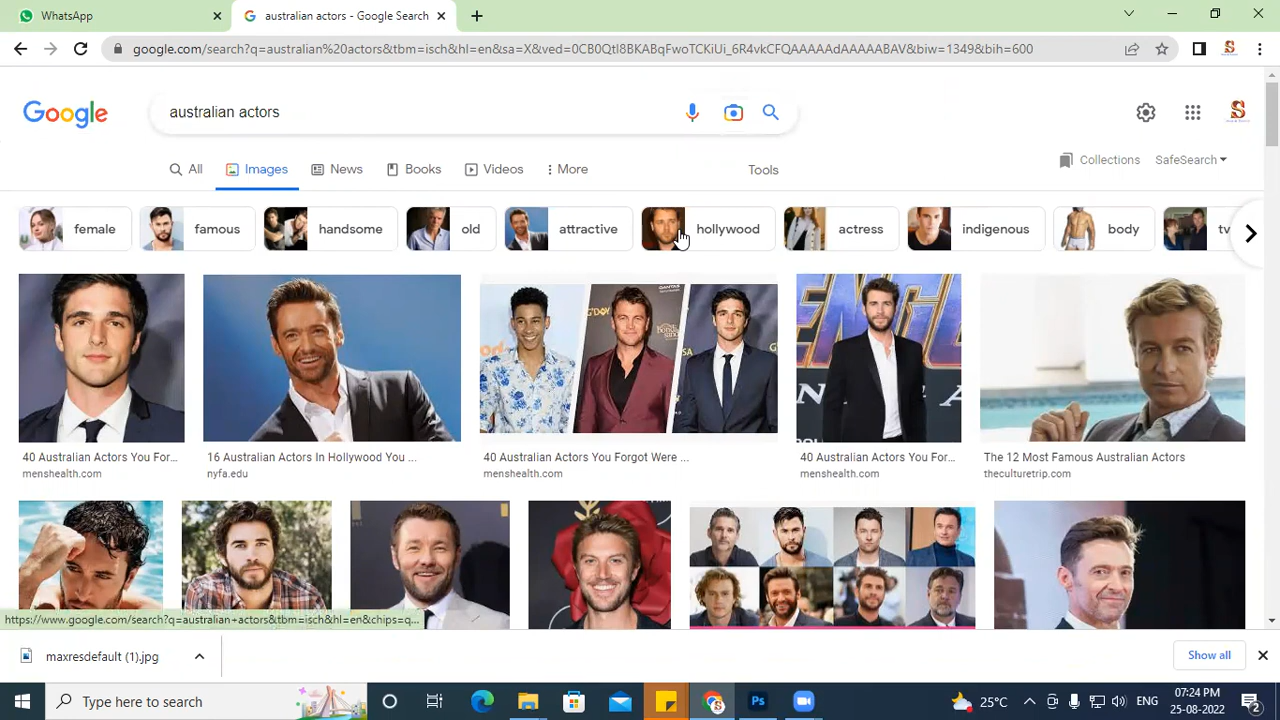 WhatsApp
australian actors - Google Search
google.com/search?q=australian%20actors&tbm=isch&hl=en&sa=X&ved=0CB0QtI8BKABqFwoTCKiUi_6R4vkCFQAAAAAdAAAAABAV&biw=1349&bih=600
Google
australian actors
All
Images
News
Books
Videos
More
Tools
Collections
SafeSearch
female
famous
handsome
old
attractive
hollywood
actress
indigenous
body
tv
40 Australian Actors You For...
menshealth.com
16 Australian Actors In Hollywood You ...
nyfa.edu
40 Australian Actors You Forgot Were ...
menshealth.com
40 Australian Actors You For...
menshealth.com
The 12 Most Famous Australian Actors
theculturetrip.com
https://www.google.com/search?q=australian+actors&tbm=isch&hl=en&chips=q...
maxresdefault (1).jpg
Show all
Type here to search
25°C
ENG
07:24 PM
25-08-2022
2